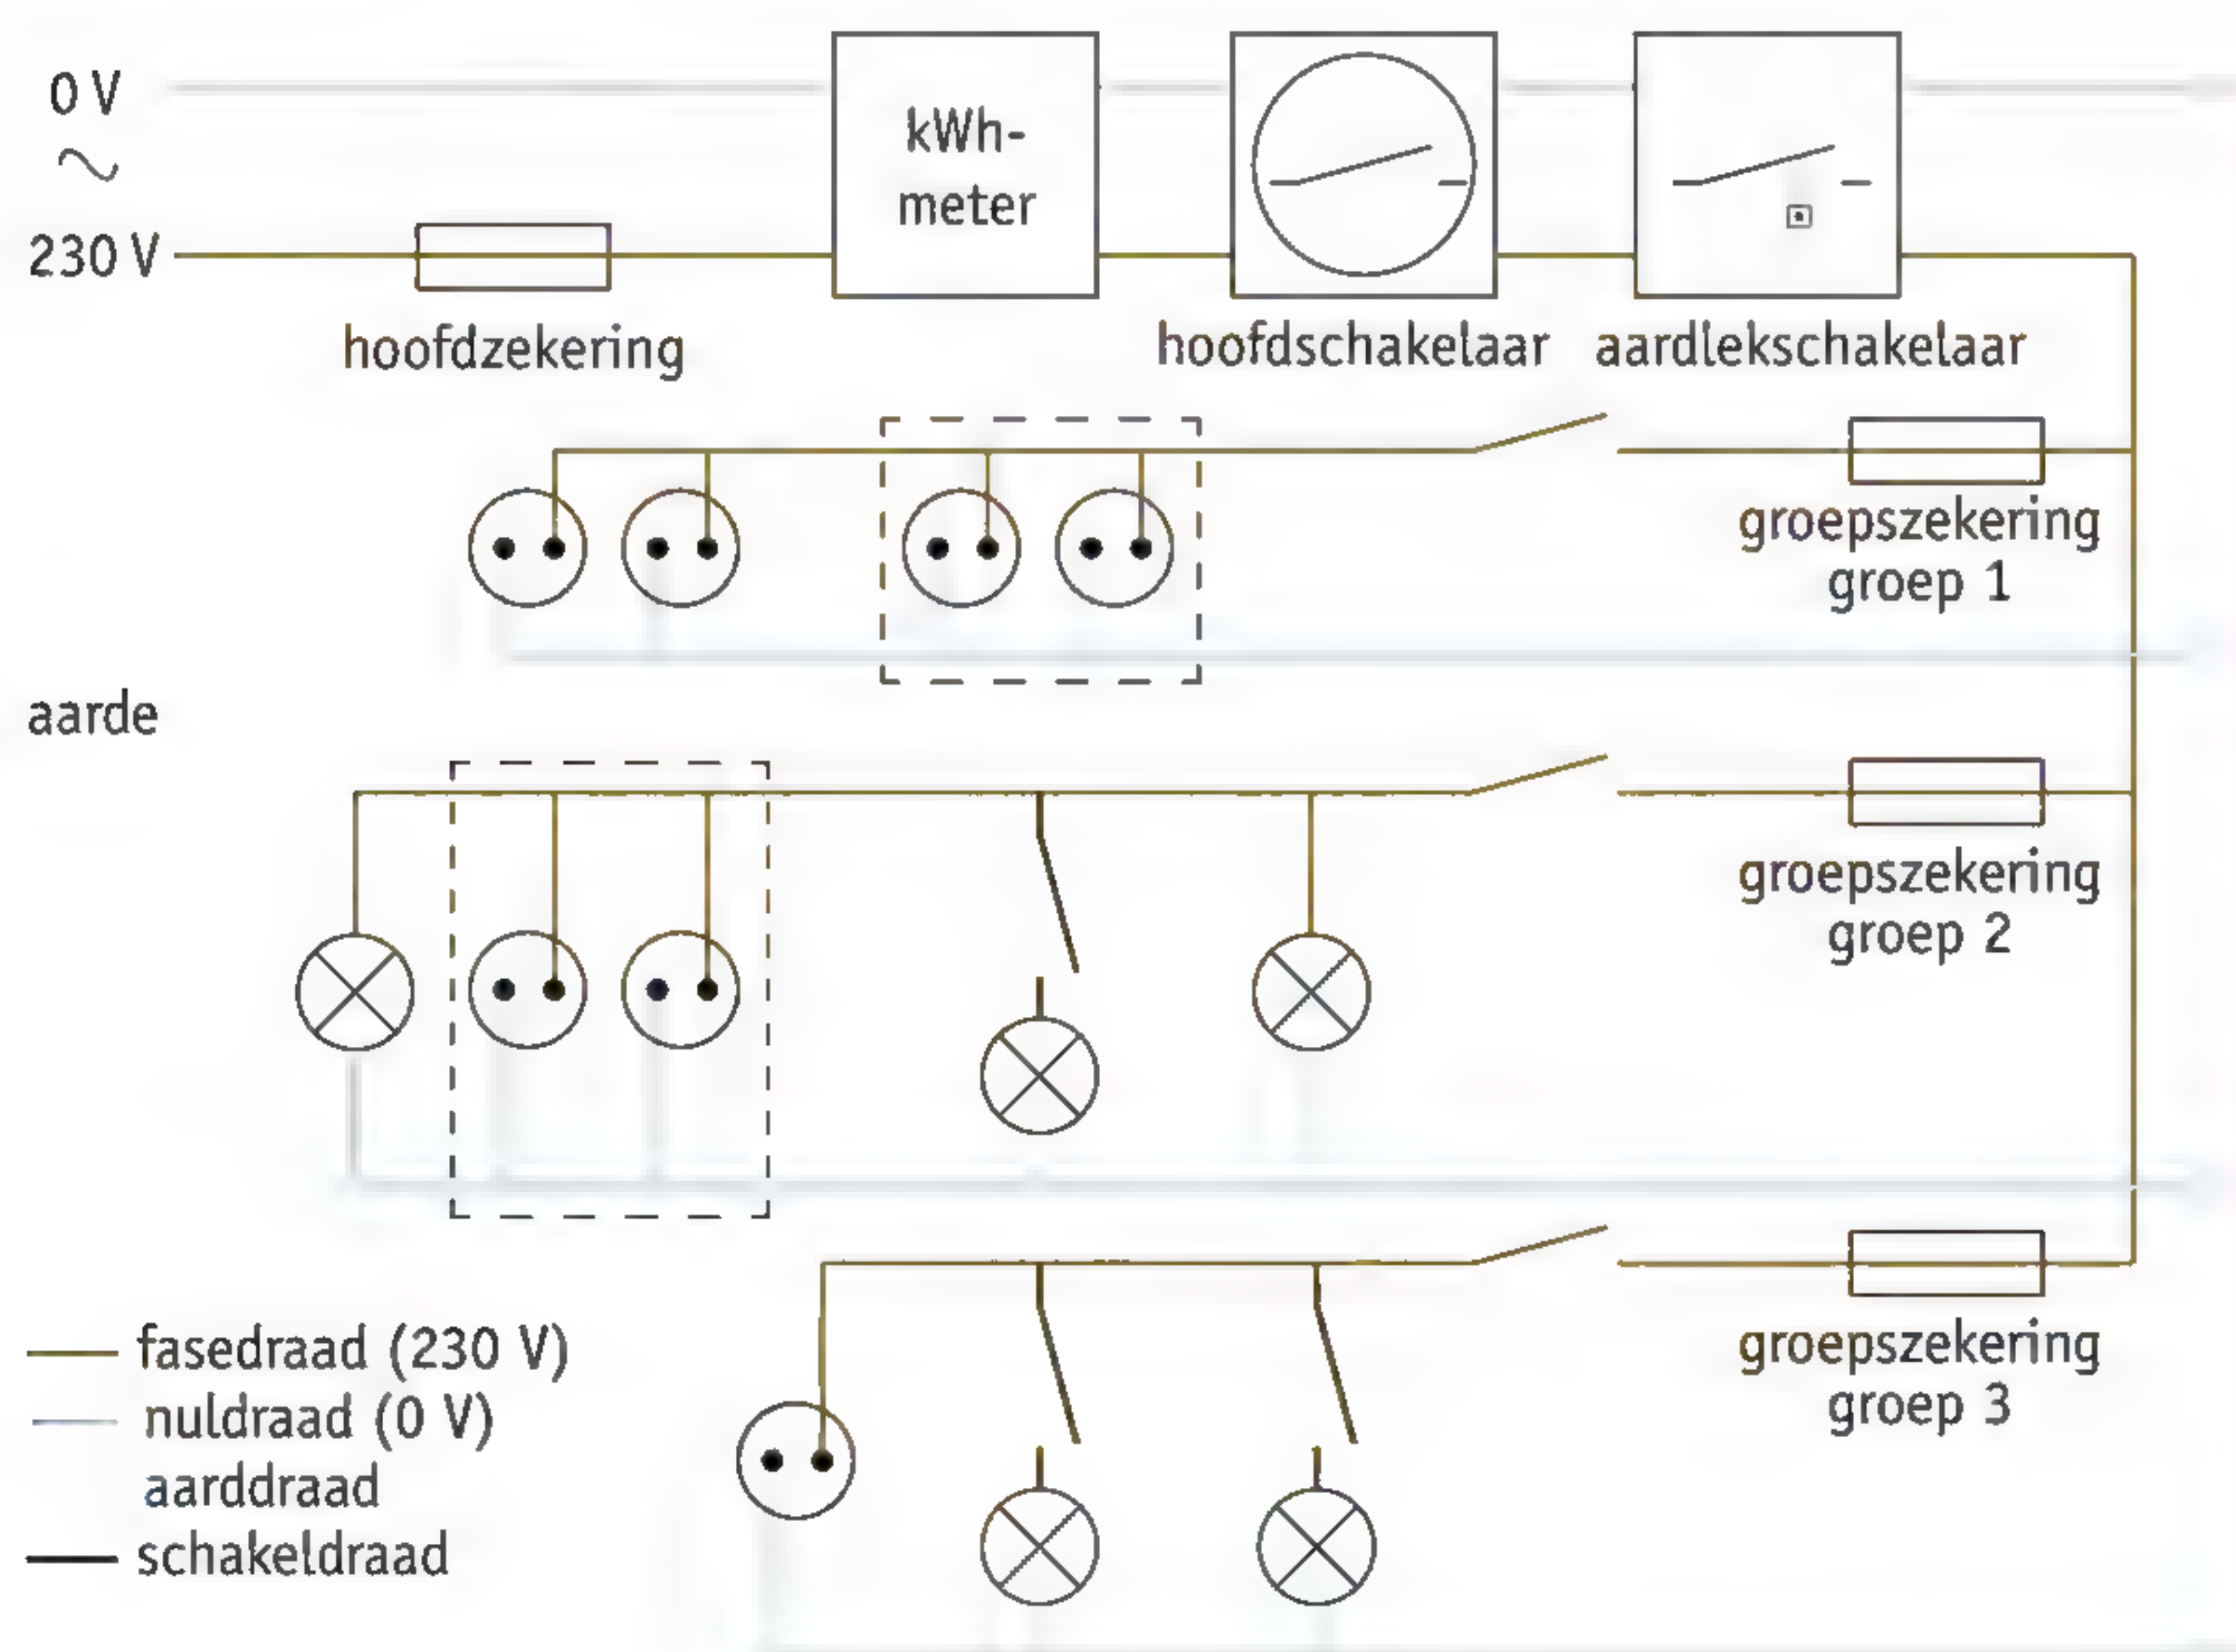 0 V
~
230 V
kWh-
meter
hoofdzekering
hoofdschakelaar
aardlekschakelaar
groepszekering
groep 1
aarde
groepszekering
groep 2
groepszekering
groep 3
fasedraad (230 V)
nuldraad (0 V)
aarddraad
schakeldraad